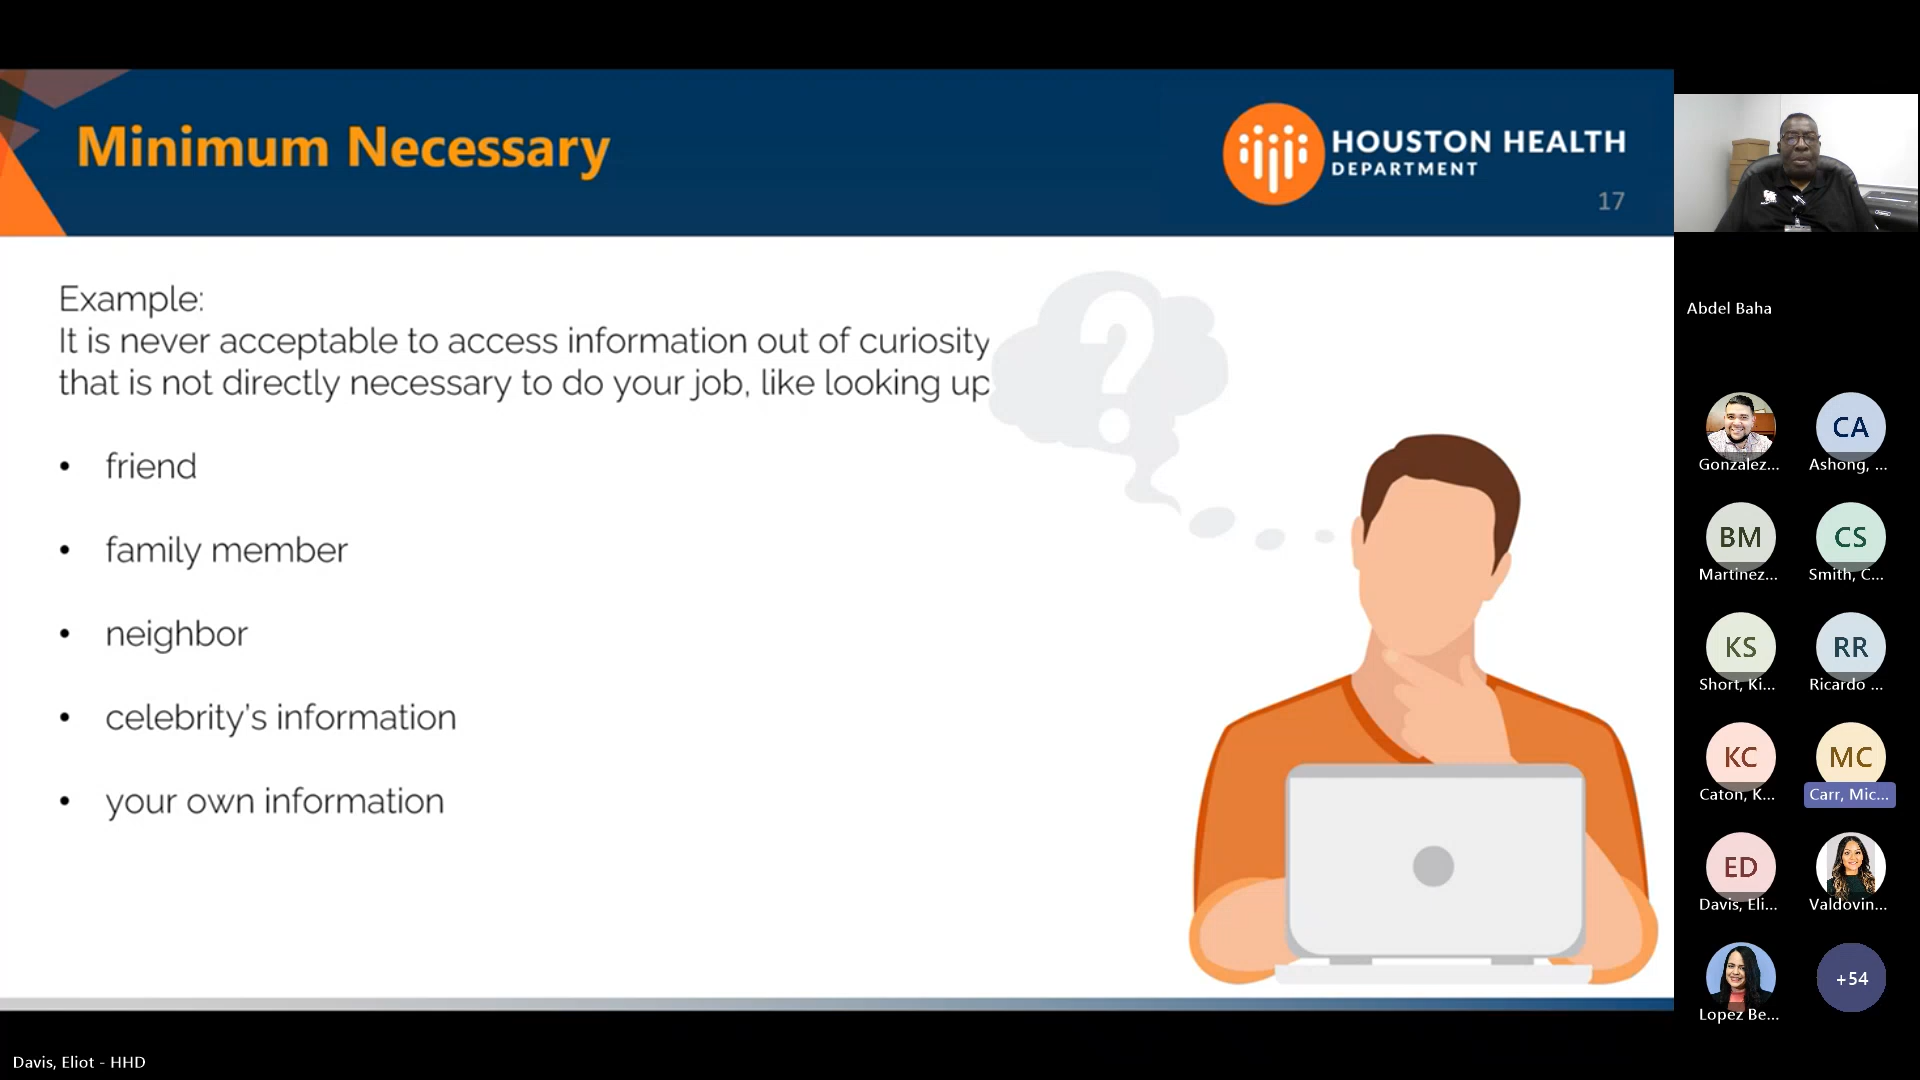 Minimum Necessary
HOUSTON HEALTH
DEPARTMENT
17
Example:
It is never acceptable to access information out of curiosity
that is not directly necessary to do your job, like looking up
• friend
• family member
• neighbor
• celebrity's information
• your own information
?
Abdel Baha
Gonzalez...
CA
Ashong, ...
BM
Martinez...
CS
Smith, C...
KS
Short, Ki...
RR
Ricardo ...
KC
Caton, K...
MC
Carr, Mic...
ED
Davis, Eli...
Valdovin...
Lopez Be...
+54
Davis, Eliot - HHD